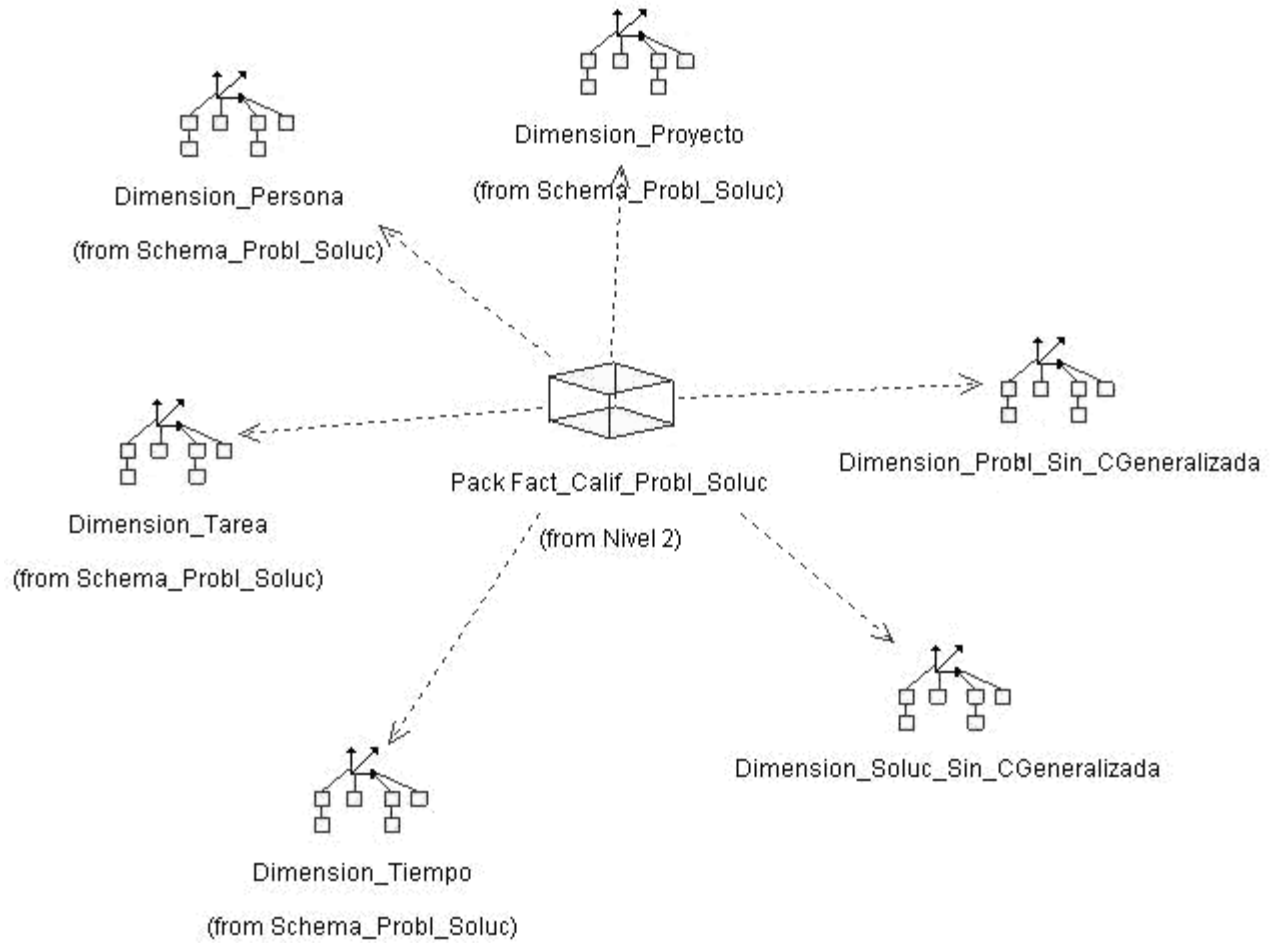 Dimension_Proyecto
(from Schema_Probl_Soluc)
Dimension_Persona
(from Schema_Probl_Soluc)
Dimension_Probl_Sin_CGeneralizada
Pack Fact_Calif_Probl_Soluc
(from Nivel 2)
Dimension_Tarea
(from Schema_Probl_Soluc)
Dimension_Soluc_Sin_CGeneralizada
Dimension_Tiempo
(from Schema_Probl_Soluc)